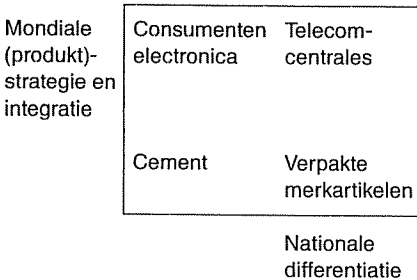 Mondiale
(produkt)-
strategie en
integratie
Consumenten
electronica
Telecom-
centrales
Cement
Verpakte
merkartikelen
Nationale
differentiatie